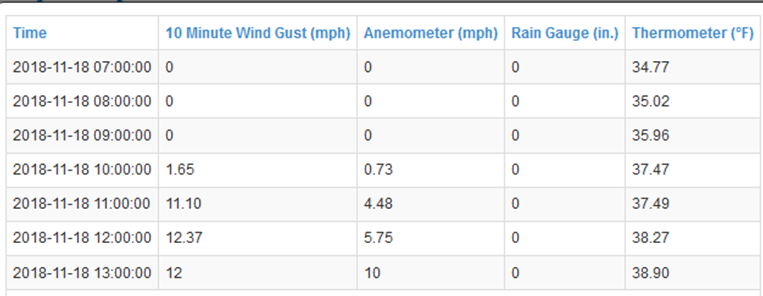 Time 10 Minute Wind Gust (mph) Anemometer (mph) Rain Gauge (in.) Thermometer (°F)
2018-11-18 07:00:00 0 0 0 34.77
2018-11-18 08:00:00 0 0 0 35.02
2018-11-18 09:00:00 0 0 0 35.96
2018-11-18 10:00:00 1.65 0.73 0 37.47
2018-11-18 11:00:00 11.10 4.48 0 37.49
2018-11-18 12:00:00 12.37 5.75 0 38.27
2018-11-18 13:00:00 12 10 0 38.90